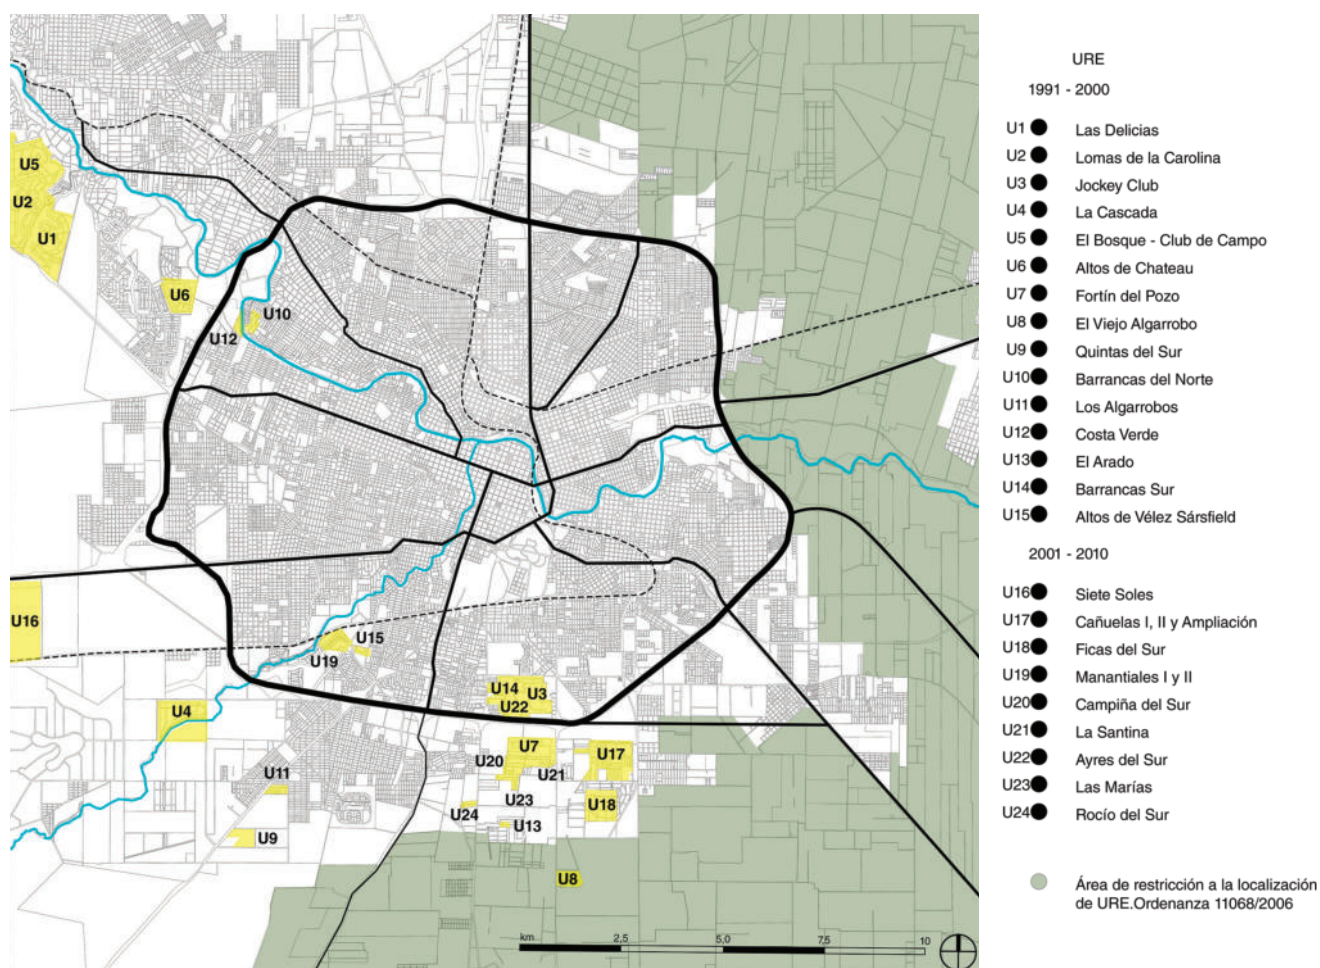 U5
U2
U1
U6
U10
U12
U16
U15
U19
U4
U14
U3
U22
U7
U17
U20
U21
U11
U23
U18
U24
U13
U9
U8
km
2,5
5,0
7,5
10
URE
1991 - 2000
U1 Las Delicias
U2 Lomas de la Carolina
U3 Jockey Club
U4 La Cascada
U5 El Bosque - Club de Campo
U6 Altos de Chateau
U7 Fortín del Pozo
U8 El Viejo Algarrobo
U9 Quintas del Sur
U10 Barrancas del Norte
U11 Los Algarrobos
U12 Costa Verde
U13 El Arado
U14 Barrancas Sur
U15 Altos de Vélez Sársfield
2001 - 2010
U16 Siete Soles
U17 Cañuelas I, II y Ampliación
U18 Ficas del Sur
U19 Manantiales I y II
U20 Campiña del Sur
U21 La Santina
U22 Ayres del Sur
U23 Las Marías
U24 Rocío del Sur
Área de restricción a la localización
de URE.Ordenanza 11068/2006